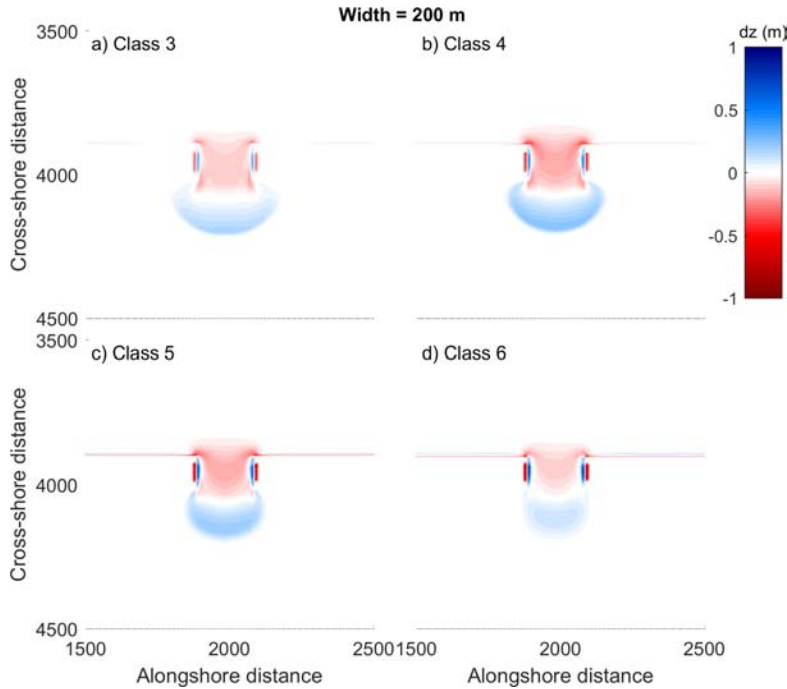 Width = 200 m
a) Class 3
b) Class 4
dz (m)
3500
4000
4500
Cross-shore distance
1
0.5
0
-0.5
-1
c) Class 5
d) Class 6
3500
4000
4500
Cross-shore distance
1500
2000
2500
1500
2000
2500
Alongshore distance
Alongshore distance